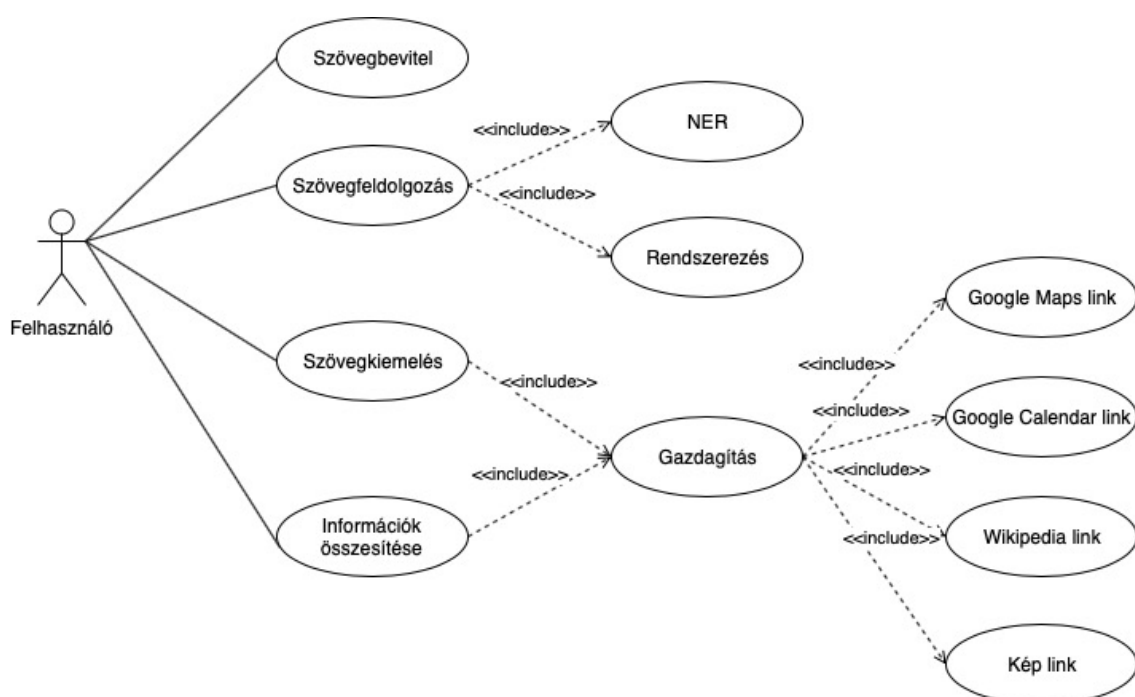 Szövegbevitel
<<include>>
NER
Szövegfeldolgozás
<<include>>
Rendszerezés
Felhasználó
Google Maps link
Szövegkiemelés
<<include>>
<<include>>
<<include>>
Google Calendar link
Gazdagítás
<<include>>
<<include>>
Információk
összesítése
<<include>>
Wikipedia link
Kép link